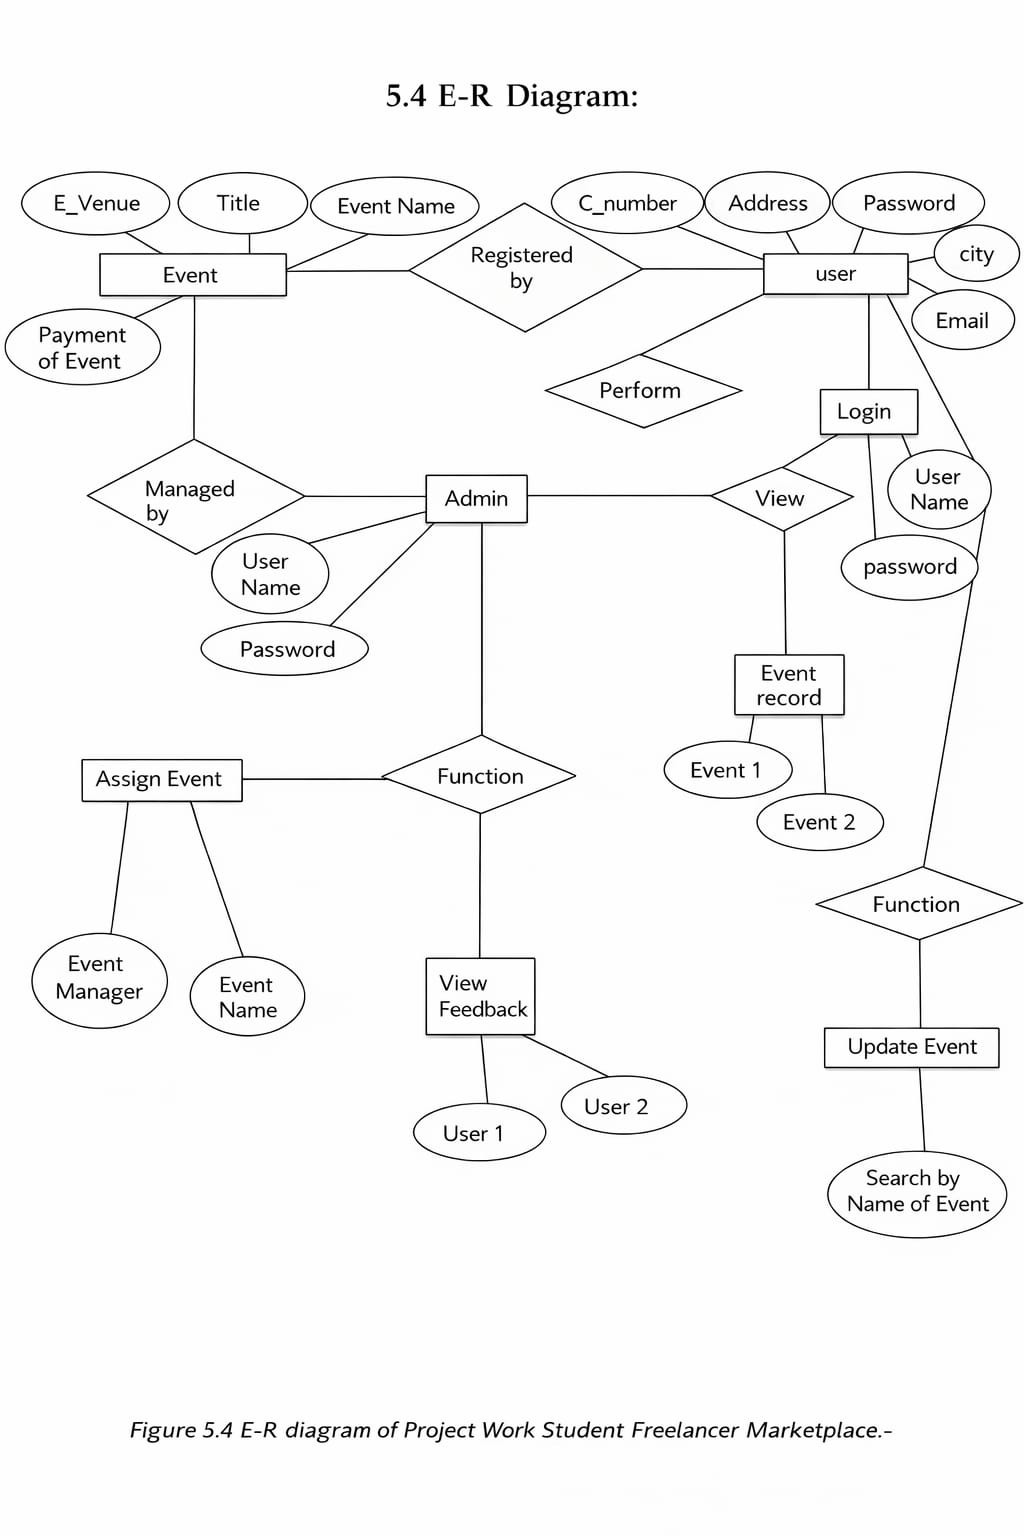 5.4 E-R Diagram:
E_Venue
Title
Event Name
C_number
Address
Password
city
Email
Event
Registered
by
user
Payment
of Event
Perform
Login
Managed
by
Admin
View
User
Name
password
User
Name
Password
Event
record
Event 1
Event 2
Assign Event
Function
Function
Event
Manager
Event
Name
View
Feedback
Update Event
User 1
User 2
Search by
Name of Event
Figure 5.4 E-R diagram of Project Work Student Freelancer Marketplace.-